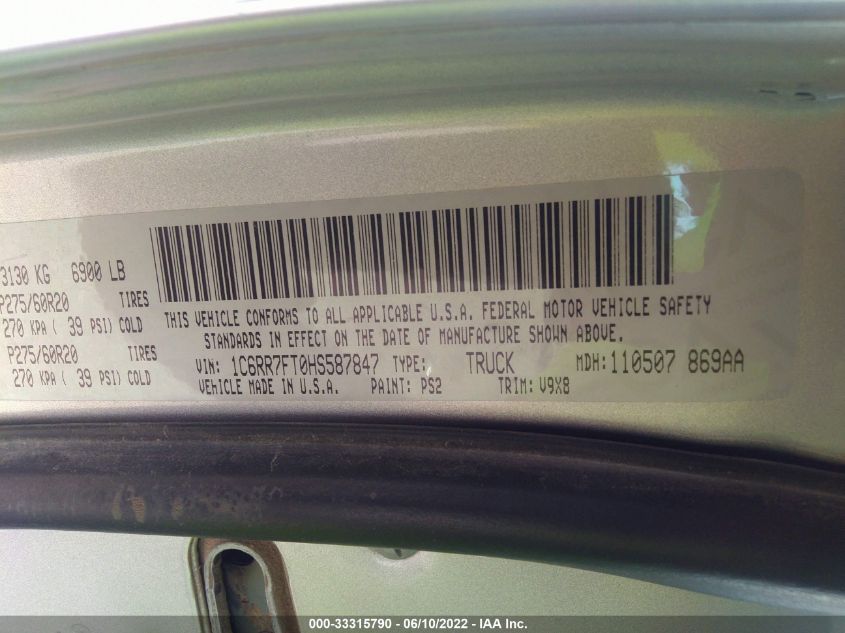 3130 KG 6900 LB
P275/60R20 TIRES
270 KPA ( 39 PSI) COLD
P275/60R20 TIRES
270 KPA ( 39 PSI) COLD
THIS VEHICLE CONFORMS TO ALL APPLICABLE U.S.A. FEDERAL MOTOR VEHICLE SAFETY
STANDARDS IN EFFECT ON THE DATE OF MANUFACTURE SHOWN ABOVE.
VIN: 1C6RR7FT0HS587847 TYPE: TRUCK MDH:110507 869AA
VEHICLE MADE IN U.S.A. PAINT: PS2 TRIM: V9X8
000-33315790 - 06/10/2022 - IAA Inc.